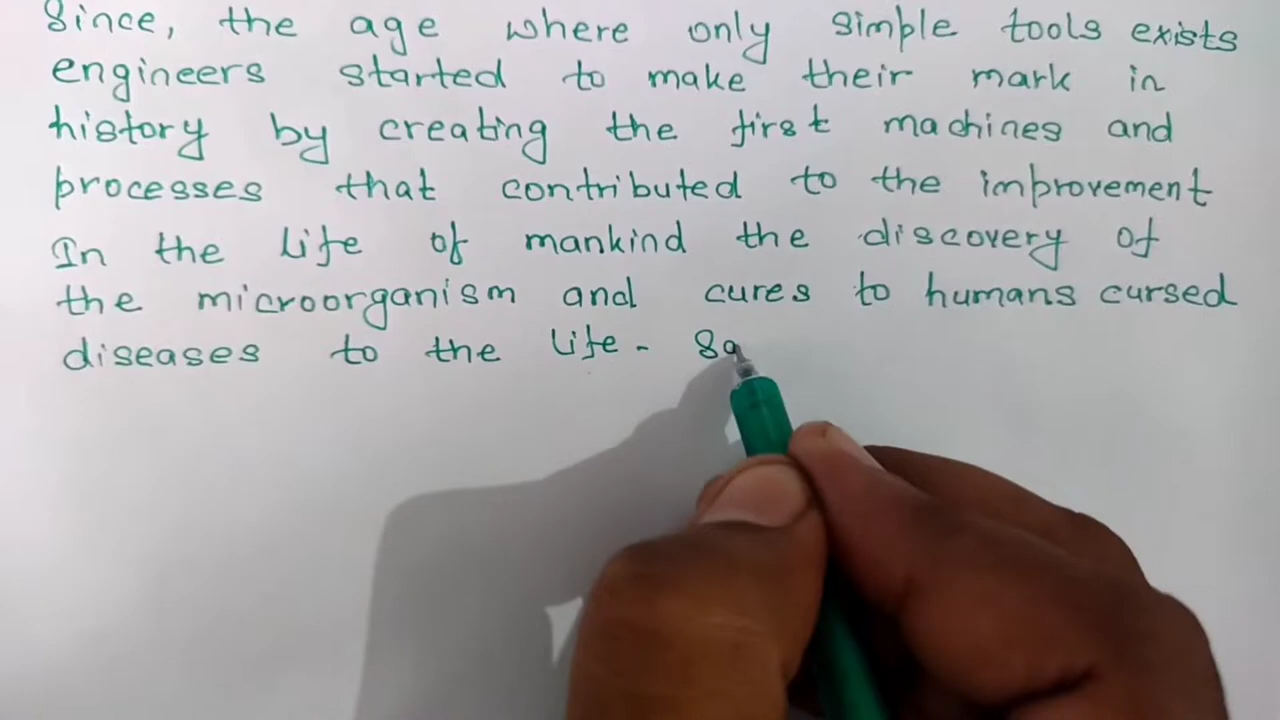 Since, the age where only simple tools exists
engineers started to make their mark in
history by creating the first machines and
processes that contributed to the improvement
In the life of mankind the discovery of
the microorganism and cures to humans cursed
diseases to the life.